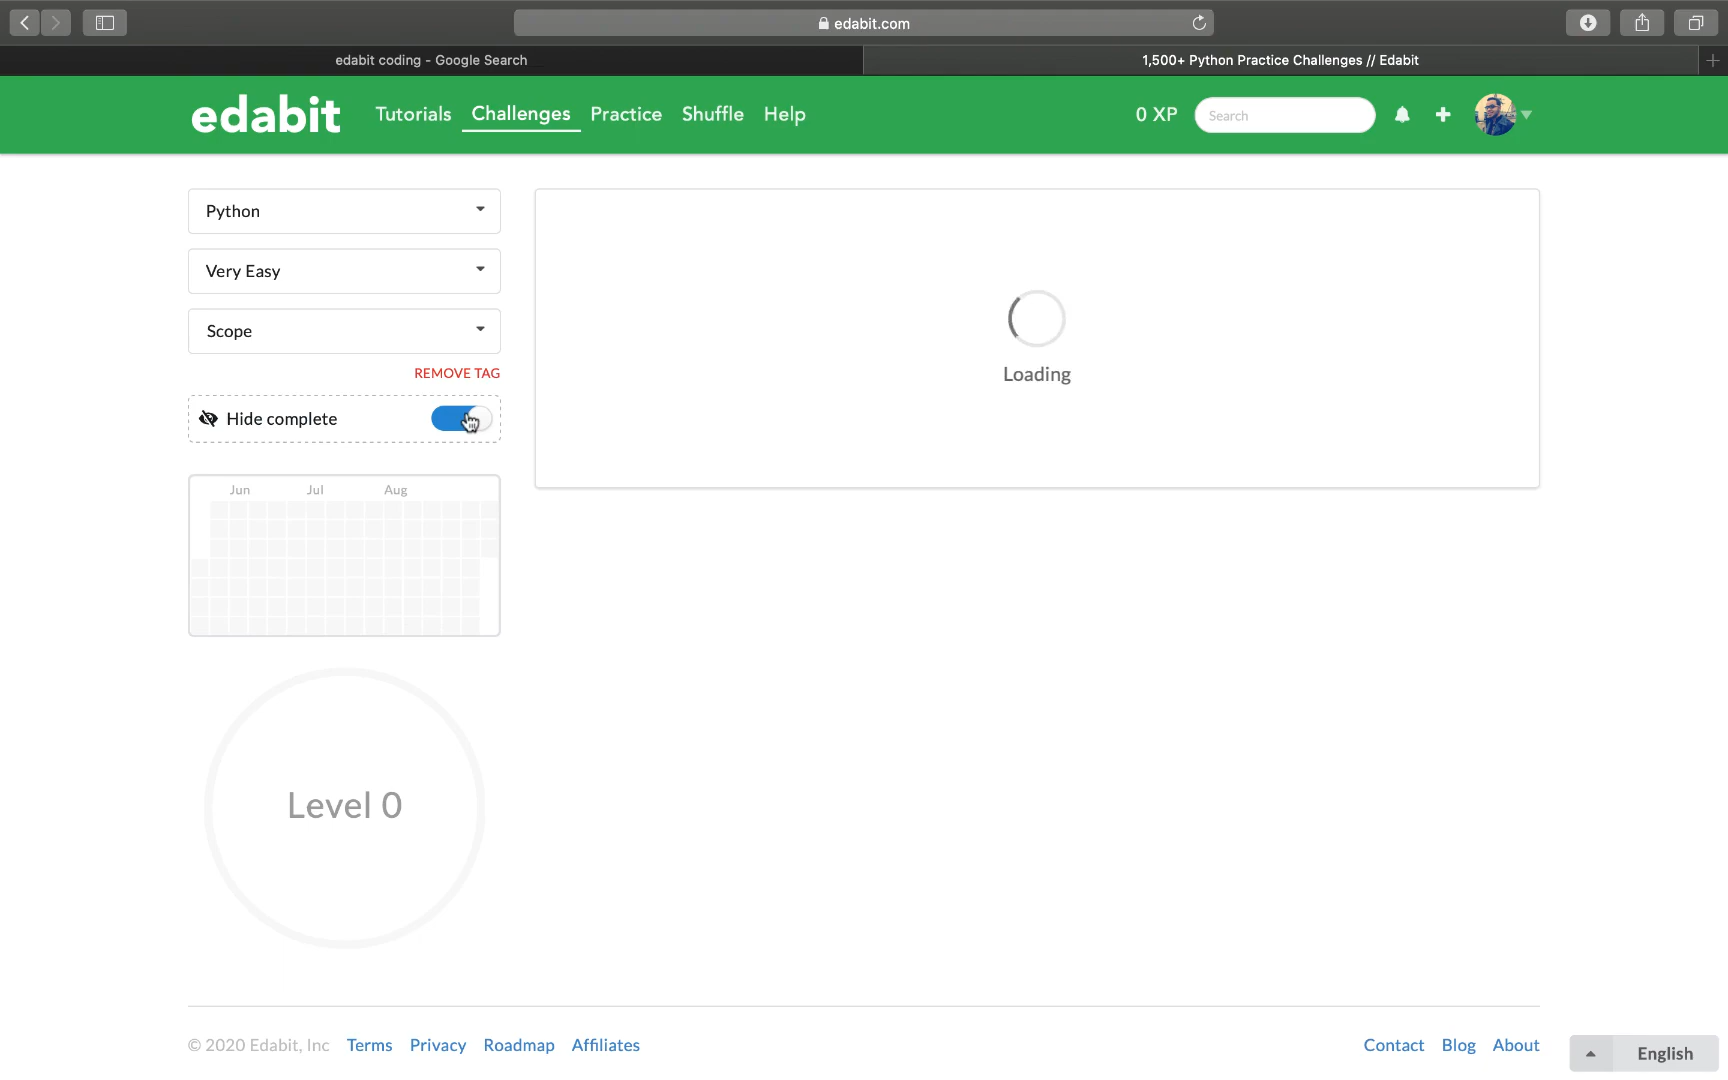 edabit.com
edabit coding - Google Search
1,500+ Python Practice Challenges // Edabit
edabit Tutorials Challenges Practice Shuffle Help 0 XP Search
Python
Very Easy
Scope
REMOVE TAG
Hide complete
Loading
Jun Jul Aug
Level 0
© 2020 Edabit, Inc Terms Privacy Roadmap Affiliates Contact Blog About
English